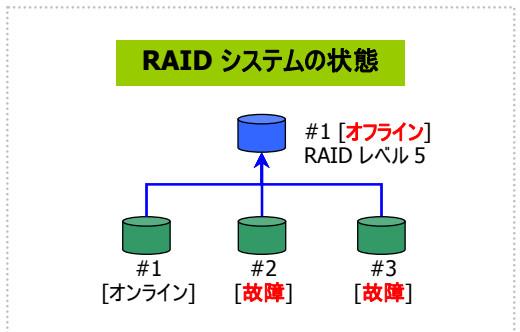 RAID システムの状態
#1 [オフライン]
RAID レベル 5
#1
[オンライン]
#2
[故障]
#3
[故障]